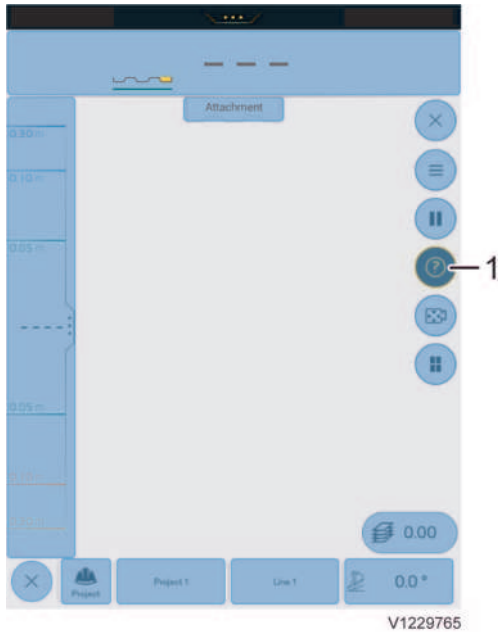 Attachment
0.30 m
0.10 m
0.05 m
1
0.05 m
0.00
Project
Project 1
Line 1
0.0 °
V1229765